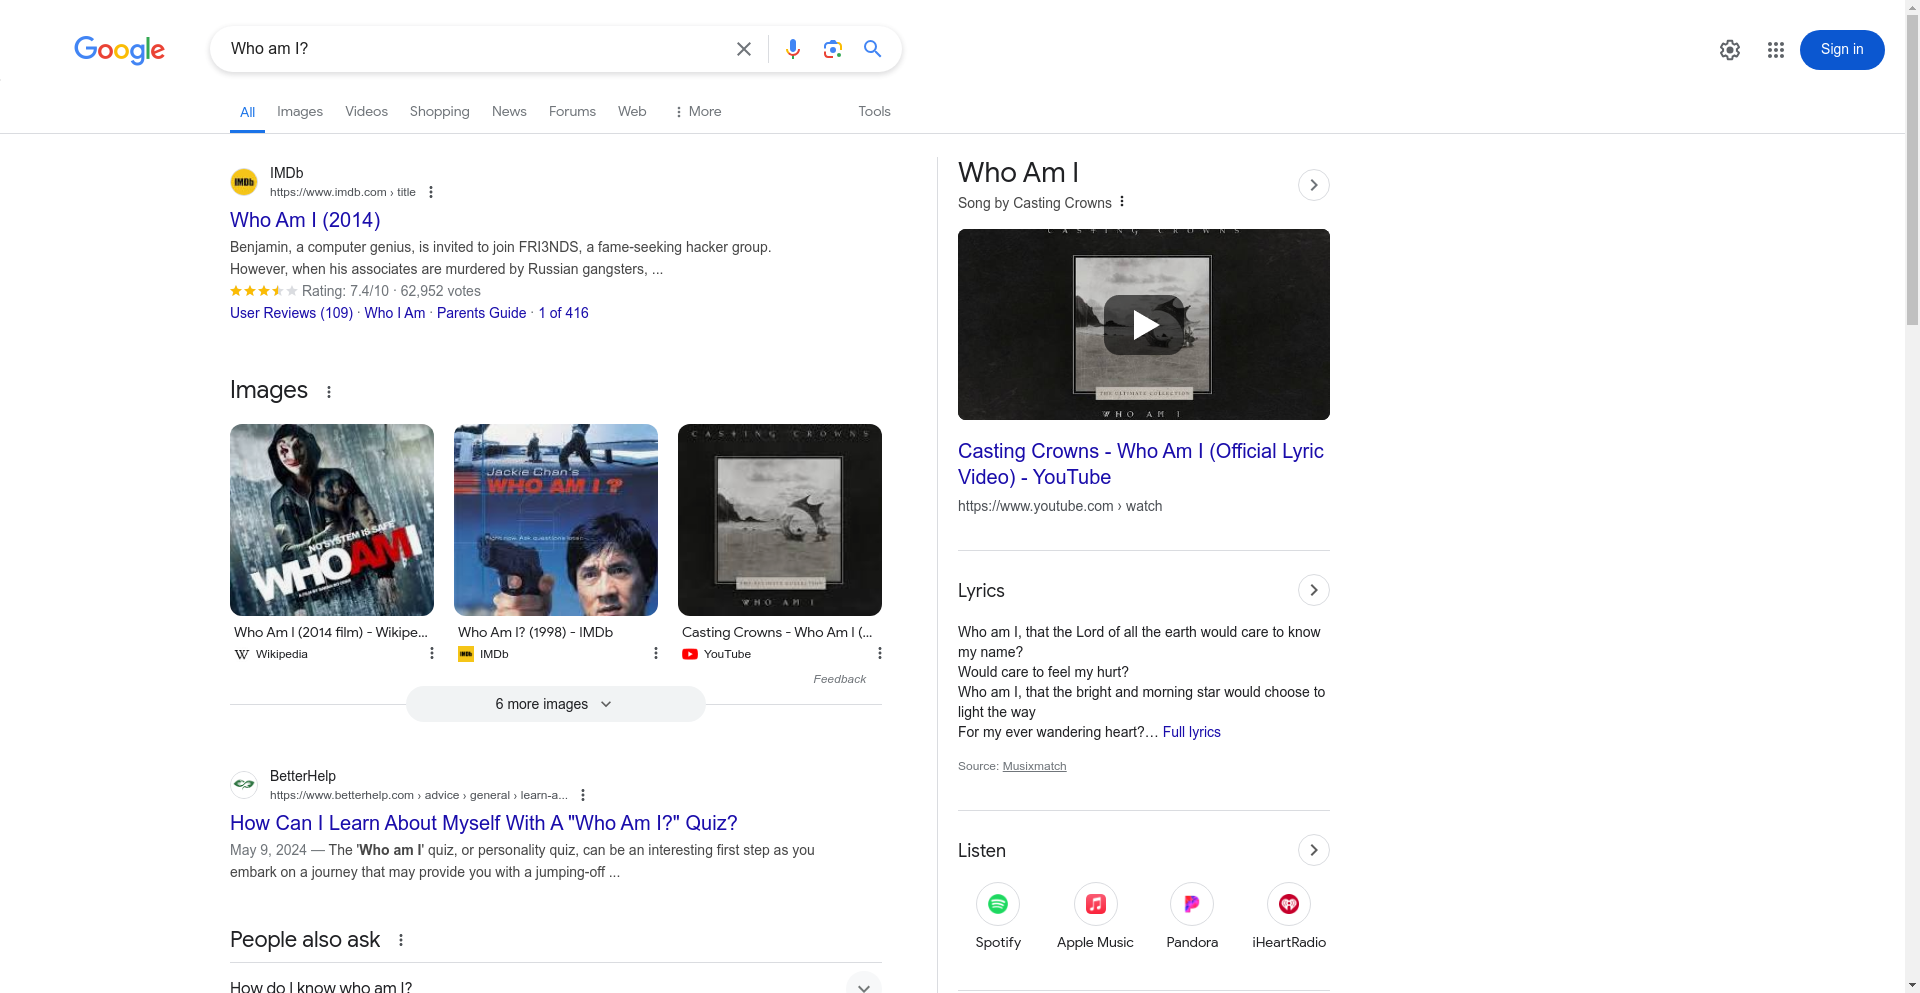 Google
Who am I?
Sign in
All
Images
Videos
Shopping
News
Forums
Web
More
Tools
IMDb
IMDb
https://www.imdb.com › title
Who Am I (2014)
Benjamin, a computer genius, is invited to join FRI3NDS, a fame-seeking hacker group.
However, when his associates are murdered by Russian gangsters, ...
Rating: 7.4/10 · 62,952 votes
User Reviews (109) · Who I Am · Parents Guide · 1 of 416
Images
NO SYSTEM IS SAFE
WHOAMI
Jackie Chan's
WHO AM I ?
Fight now. Ask questions later.
CASTING CROWNS
THE ULTIMATE COLLECTION
WHO AM I
Who Am I (2014 film) - Wikipe...
Wikipedia
Who Am I? (1998) - IMDb
IMDb
IMDb
Casting Crowns - Who Am I (...
YouTube
Feedback
6 more images
BetterHelp
https://www.betterhelp.com › advice › general › learn-a...
How Can I Learn About Myself With A "Who Am I?" Quiz?
May 9, 2024 — The 'Who am I' quiz, or personality quiz, can be an interesting first step as you
embark on a journey that may provide you with a jumping-off ...
People also ask
How do I know who am I?
Who Am I
Song by Casting Crowns
CASTING CROWNS
THE ULTIMATE COLLECTION
WHO AM I
Casting Crowns - Who Am I (Official Lyric
Video) - YouTube
https://www.youtube.com › watch
Lyrics
Who am I, that the Lord of all the earth would care to know
my name?
Would care to feel my hurt?
Who am I, that the bright and morning star would choose to
light the way
For my ever wandering heart?… Full lyrics
Source: Musixmatch
Listen
Spotify
Apple Music
Pandora
iHeartRadio